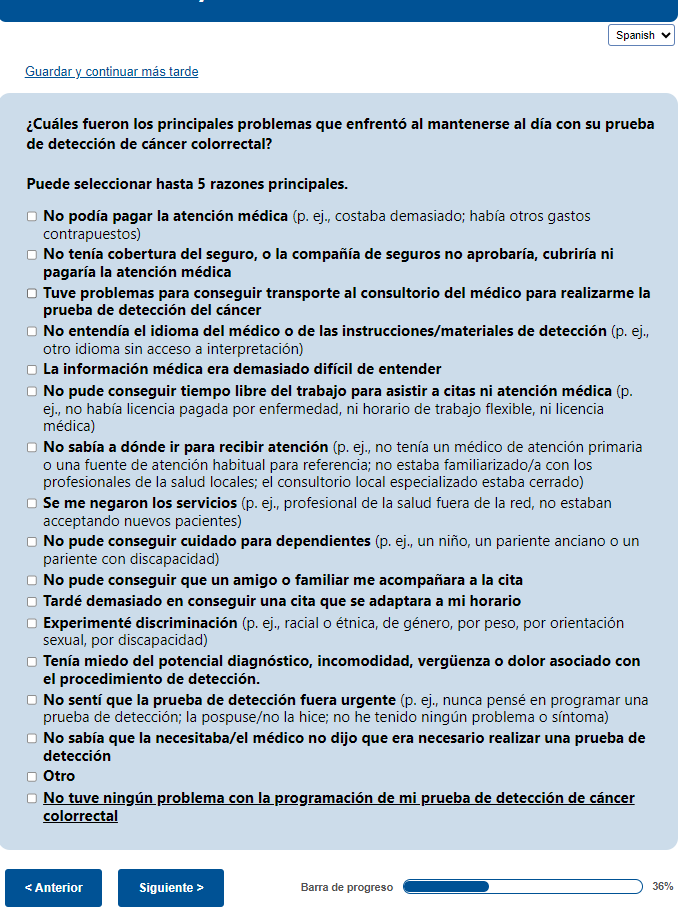 Spanish
Guardar y continuar más tarde
¿Cuáles fueron los principales problemas que enfrentó al mantenerse al día con su prueba
de detección de cáncer colorrectal?
Puede seleccionar hasta 5 razones principales.
No podía pagar la atención médica (p. ej., costaba demasiado; había otros gastos
contrapuestos)
No tenía cobertura del seguro, o la compañía de seguros no aprobaría, cubriría ni
pagaría la atención médica
Tuve problemas para conseguir transporte al consultorio del médico para realizarme la
prueba de detección del cáncer
No entendía el idioma del médico o de las instrucciones/materiales de detección (p. ej.,
otro idioma sin acceso a interpretación)
La información médica era demasiado difícil de entender
No pude conseguir tiempo libre del trabajo para asistir a citas ni atención médica (p.
ej., no había licencia pagada por enfermedad, ni horario de trabajo flexible, ni licencia
médica)
No sabía a dónde ir para recibir atención (p. ej., no tenía un médico de atención primaria
o una fuente de atención habitual para referencia; no estaba familiarizado/a con los
profesionales de la salud locales; el consultorio local especializado estaba cerrado)
Se me negaron los servicios (p. ej., profesional de la salud fuera de la red, no estaban
acceptando nuevos pacientes)
No pude conseguir cuidado para dependientes (p. ej., un niño, un pariente anciano o un
pariente con discapacidad)
No pude conseguir que un amigo o familiar me acompañara a la cita
Tardé demasiado en conseguir una cita que se adaptara a mi horario
Experimenté discriminación (p. ej., racial o étnica, de género, por peso, por orientación
sexual, por discapacidad)
Tenía miedo del potencial diagnóstico, incomodidad, vergüenza o dolor asociado con
el procedimiento de detección.
No sentí que la prueba de detección fuera urgente (p. ej., nunca pensé en programar una
prueba de detección; la pospuse/no la hice; no he tenido ningún problema o síntoma)
No sabía que la necesitaba/el médico no dijo que era necesario realizar una prueba de
detección
Otro
No tuve ningún problema con la programación de mi prueba de detección de cáncer
colorrectal
< Anterior
Siguiente >
Barra de progreso
36%